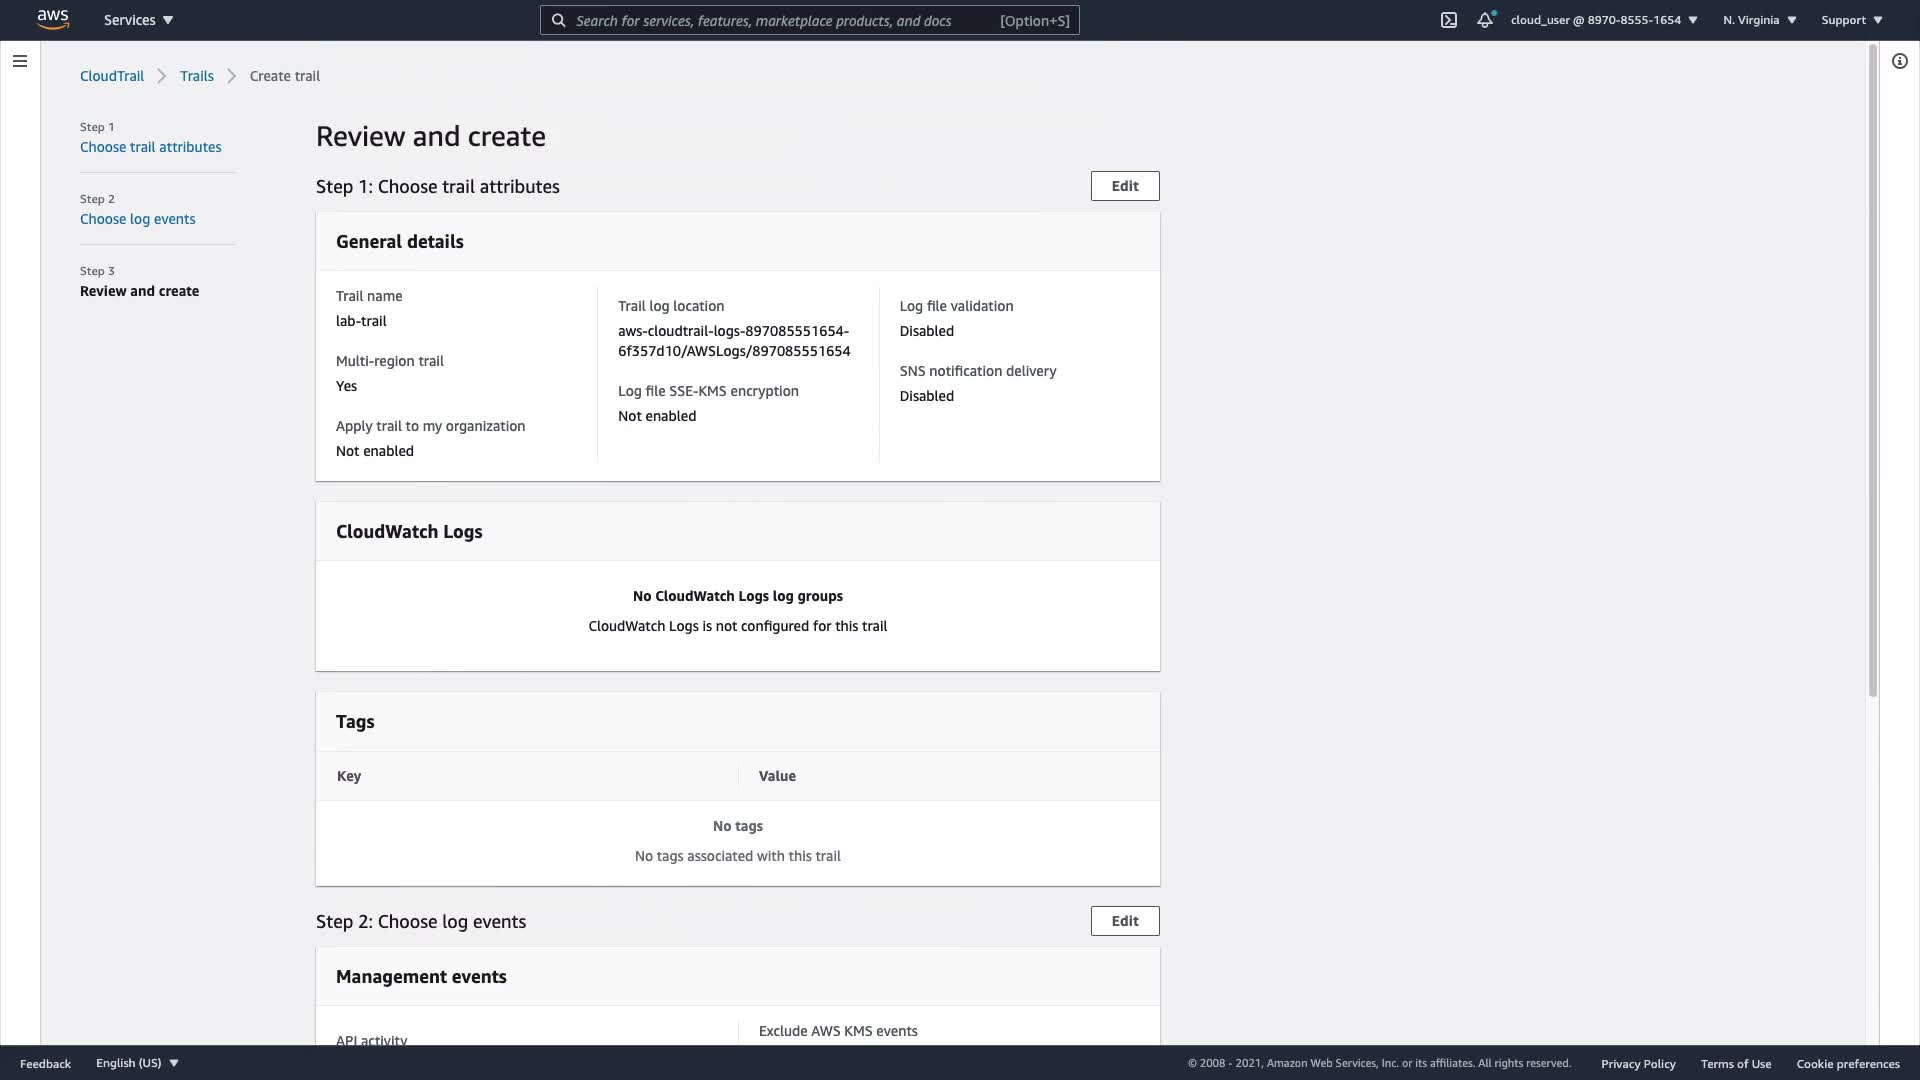 aws
Services
Search for services, features, marketplace products, and docs [Option+S]
cloud_user @ 8970-8555-1654
N. Virginia
Support
CloudTrail
Trails
Create trail
Step 1
Choose trail attributes
Step 2
Choose log events
Step 3
Review and create
Review and create
Step 1: Choose trail attributes
Edit
General details
Trail name
lab-trail
Multi-region trail
Yes
Apply trail to my organization
Not enabled
Trail log location
aws-cloudtrail-logs-897085551654-
6f357d10/AWSLogs/897085551654
Log file SSE-KMS encryption
Not enabled
Log file validation
Disabled
SNS notification delivery
Disabled
CloudWatch Logs
No CloudWatch Logs log groups
CloudWatch Logs is not configured for this trail
Tags
Key
Value
No tags
No tags associated with this trail
Step 2: Choose log events
Edit
Management events
API activity
Exclude AWS KMS events
Feedback
English (US)
© 2008 - 2021, Amazon Web Services, Inc. or its affiliates. All rights reserved.
Privacy Policy
Terms of Use
Cookie preferences